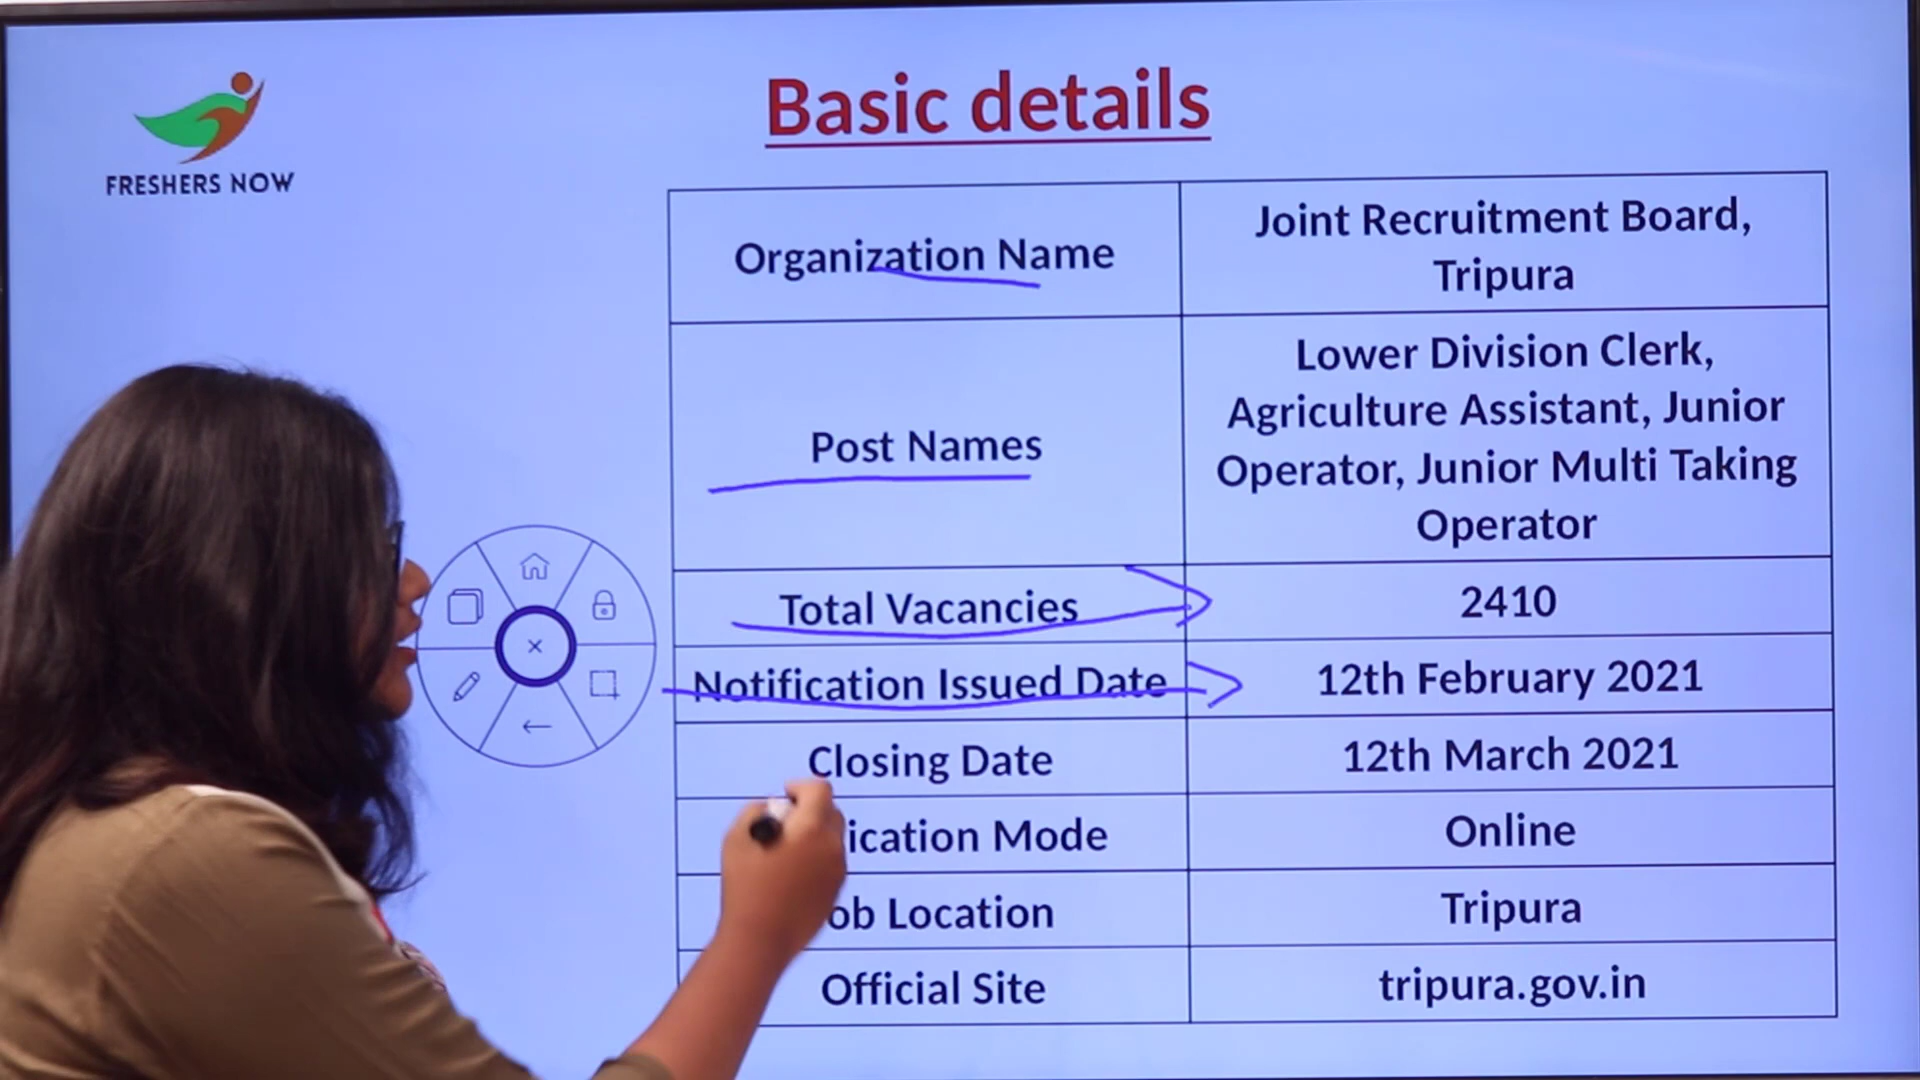 FRESHERS NOW
Basic details
Organization Name
Joint Recruitment Board,
Tripura
Post Names
Lower Division Clerk,
Agriculture Assistant, Junior
Operator, Junior Multi Taking
Operator
Total Vacancies
2410
Notification Issued Date
12th February 2021
Closing Date
12th March 2021
Mode
Online
Location
Tripura
Official Site
tripura.gov.in